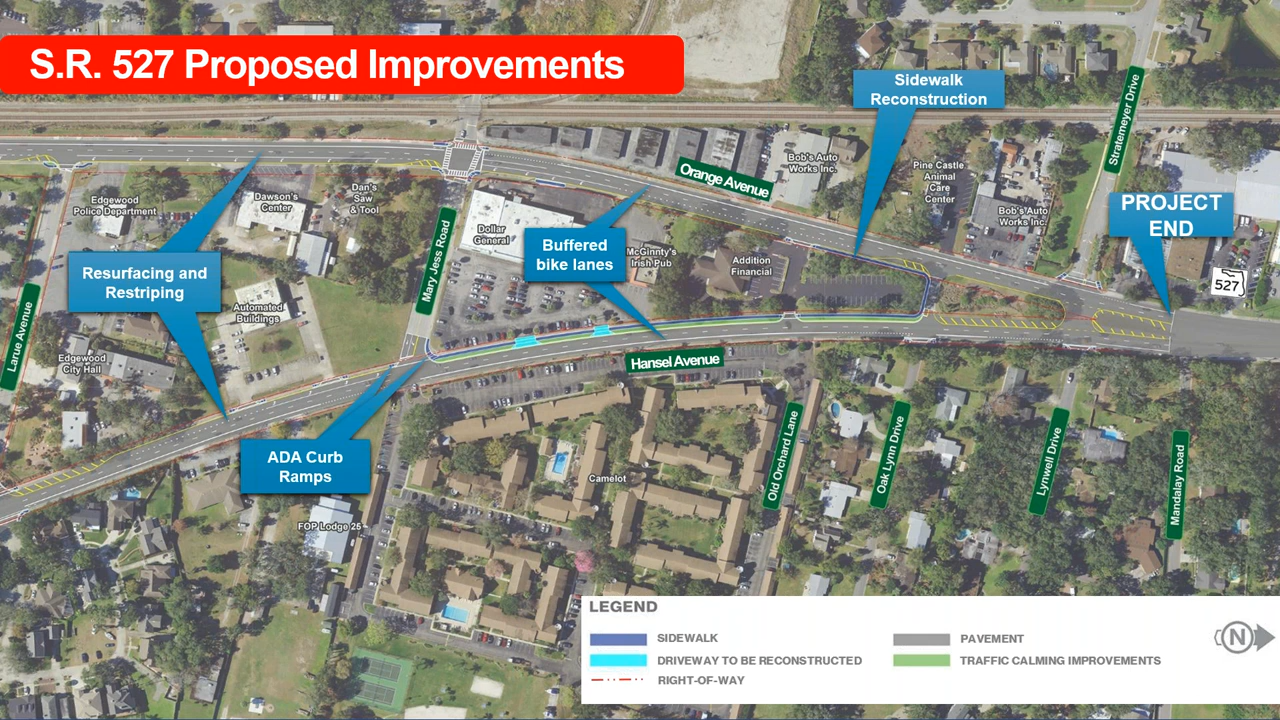 S.R. 527 Proposed Improvements
Sidewalk
Reconstruction
Stratemeyer Drive
Orange Avenue
Bob's Auto
Works Inc.
Pine Castle
Animal
Care
Center
Bob's Auto
Works Inc.
PROJECT
END
527
Edgewood
Police Department
Dawson's
Center
Dan's
Saw
& Tool
Mary Jess Road
Dollar
General
Buffered
bike lanes
McGinnty's
Irish Pub
Addition
Financial
Resurfacing and
Restriping
Larue Avenue
Automated
Buildings
Edgewood
City Hall
Hansel Avenue
ADA Curb
Ramps
Camelot
Old Orchard Lane
Oak Lynn Drive
Lynwell Drive
Mandalay Road
FOP Lodge 25
LEGEND
SIDEWALK
PAVEMENT
DRIVEWAY TO BE RECONSTRUCTED
TRAFFIC CALMING IMPROVEMENTS
RIGHT-OF-WAY
N